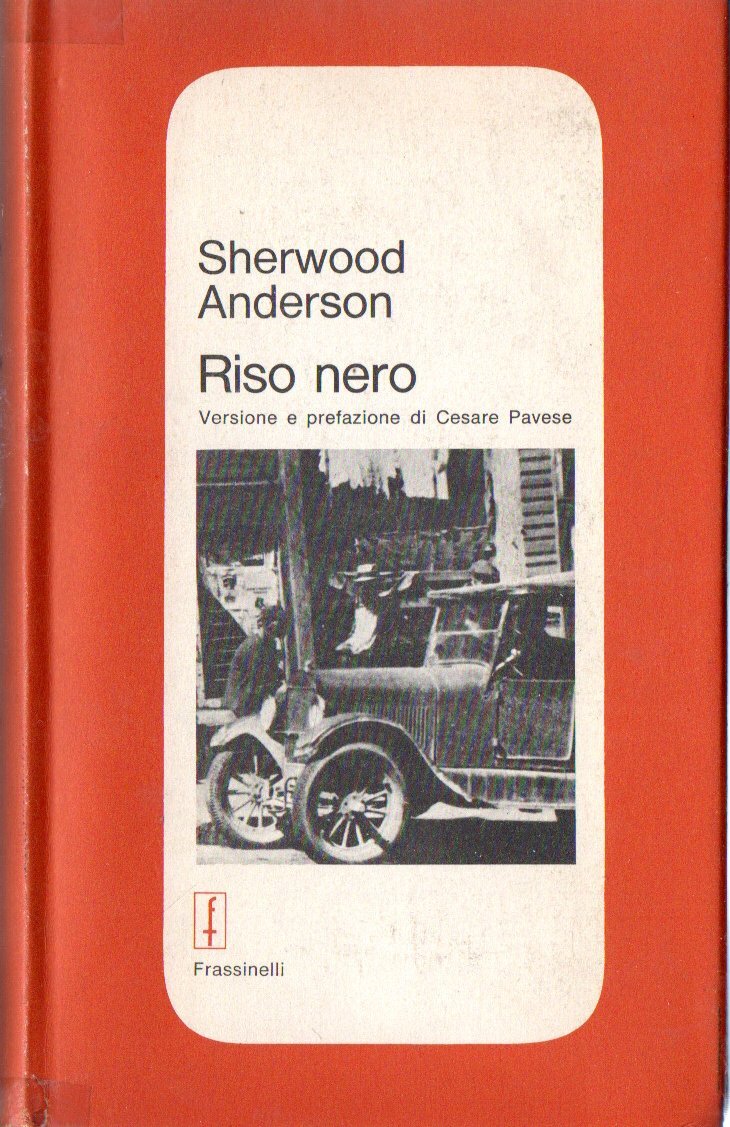 Sherwood
Anderson
Riso nero
Versione e prefazione di Cesare Pavese
f
Frassinelli